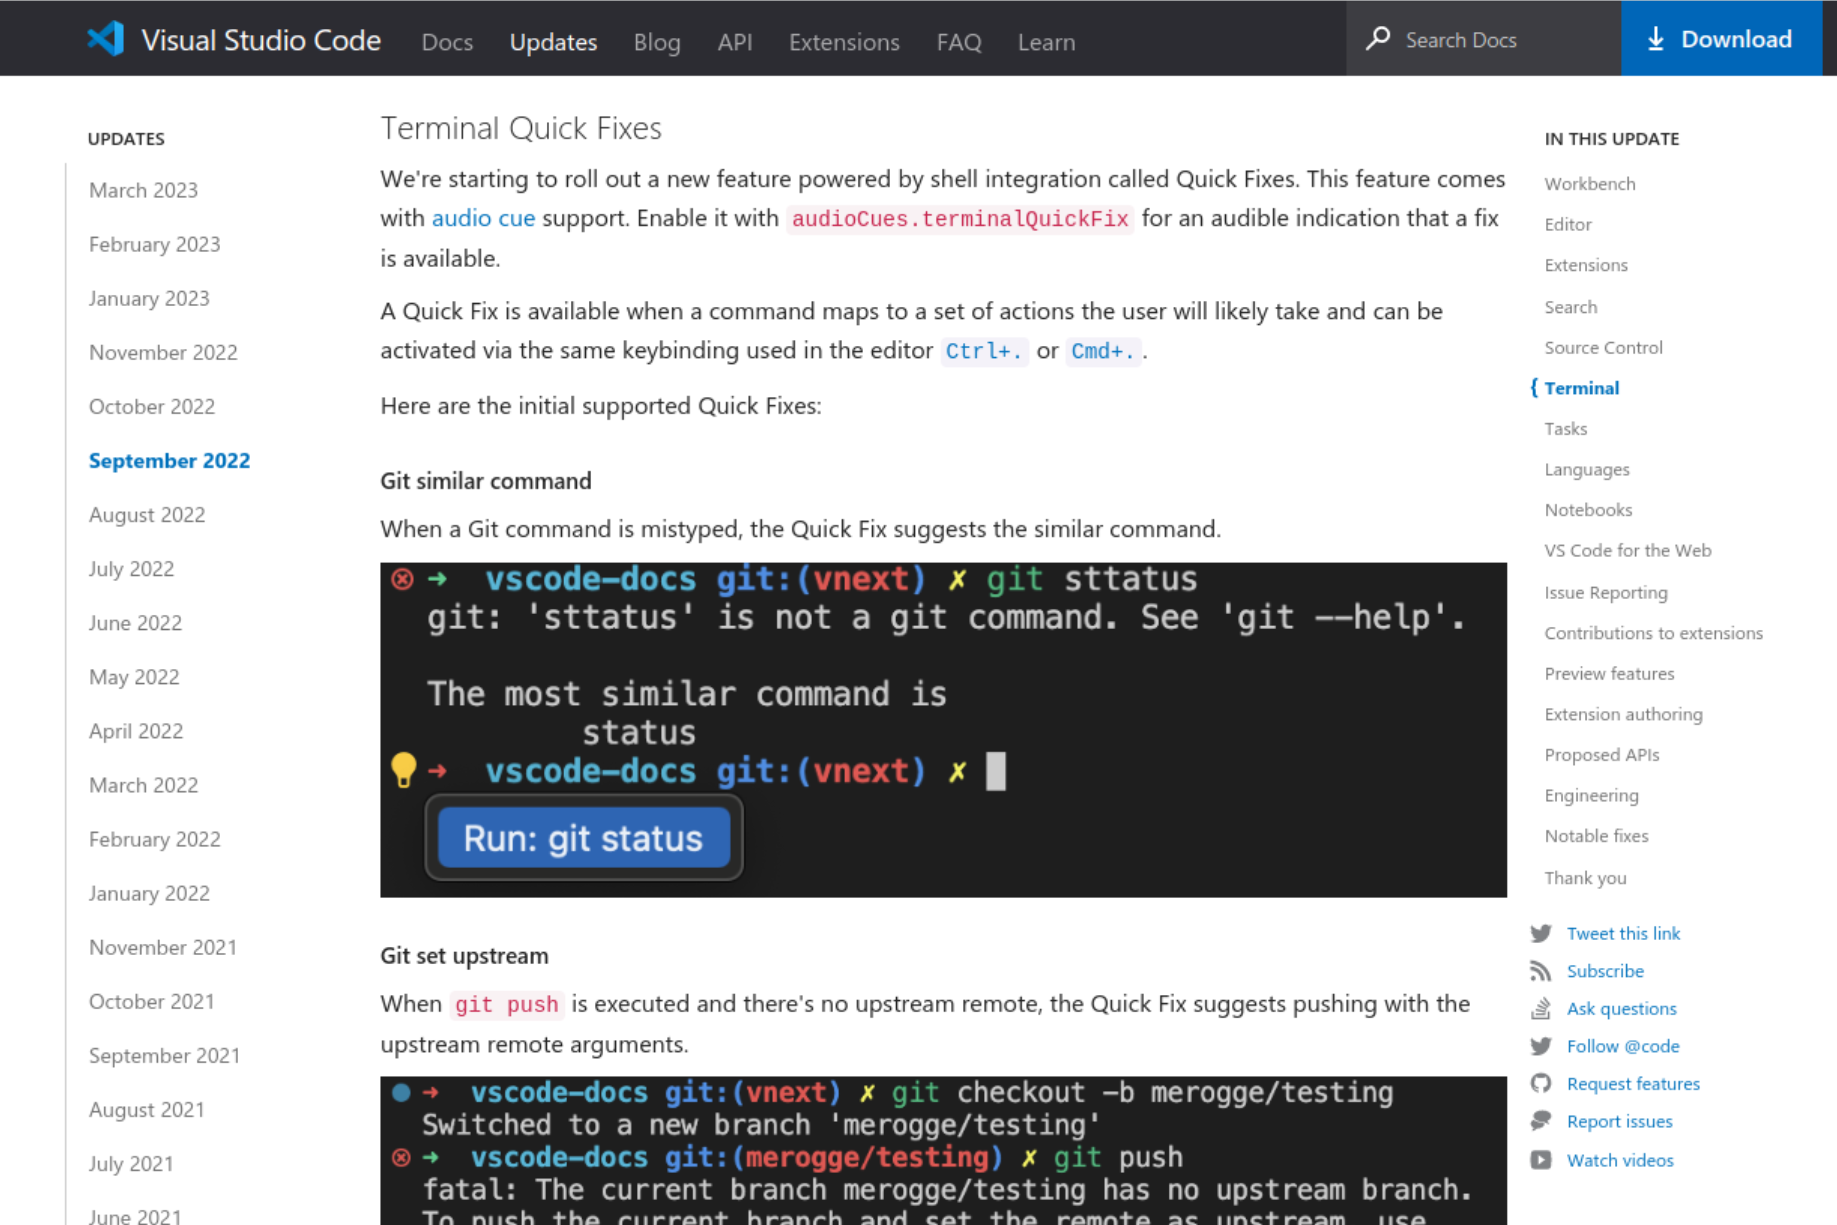 Visual Studio Code Docs Updates Blog API Extensions FAQ Learn Search Docs Download
UPDATES
March 2023
February 2023
January 2023
November 2022
October 2022
September 2022
August 2022
July 2022
June 2022
May 2022
April 2022
March 2022
February 2022
January 2022
November 2021
October 2021
September 2021
August 2021
July 2021
June 2021
Terminal Quick Fixes
We're starting to roll out a new feature powered by shell integration called Quick Fixes. This feature comes
with audio cue support. Enable it with audioCues.terminalQuickFix for an audible indication that a fix
is available.
A Quick Fix is available when a command maps to a set of actions the user will likely take and can be
activated via the same keybinding used in the editor Ctrl+. or Cmd+. .
Here are the initial supported Quick Fixes:
Git similar command
When a Git command is mistyped, the Quick Fix suggests the similar command.
➜ vscode-docs git:(vnext) ✗ git sttatus
git: 'sttatus' is not a git command. See 'git --help'.
The most similar command is
status
➜ vscode-docs git:(vnext) ✗
Run: git status
Git set upstream
When git push is executed and there's no upstream remote, the Quick Fix suggests pushing with the
upstream remote arguments.
➜ vscode-docs git:(vnext) ✗ git checkout -b merogge/testing
Switched to a new branch 'merogge/testing'
➜ vscode-docs git:(merogge/testing) ✗ git push
fatal: The current branch merogge/testing has no upstream branch.
To push the current branch and set the remote as upstream, use
IN THIS UPDATE
Workbench
Editor
Extensions
Search
Source Control
{ Terminal
Tasks
Languages
Notebooks
VS Code for the Web
Issue Reporting
Contributions to extensions
Preview features
Extension authoring
Proposed APIs
Engineering
Notable fixes
Thank you
Tweet this link
Subscribe
Ask questions
Follow @code
Request features
Report issues
Watch videos